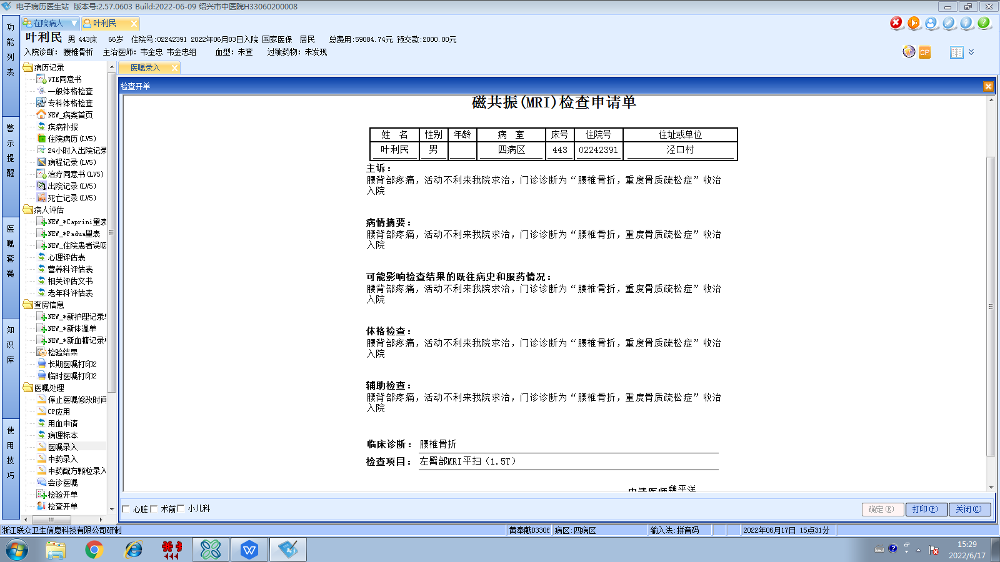 电子病历医生站 版本号:2.57.0603 Build:2022-06-09 绍兴市中医院H33060200008
在院病人
叶利民
叶利民 男 443床 66岁 住院号:02242391 2022年06月03日入院 国家医保 居民 总费用:59084.74元 预交款:2000.00元
入院诊断: 腰椎骨折 主治医师: 韦金忠 韦金忠组 血型: 未查 过敏药物: 未发现
CP
功能列表
警示提醒
医嘱套餐
知识库
使用技巧
病历记录
VTE同意书
一般体格检查
专科体格检查
NEW_病案首页
疾病补报
住院病历(LV5)
24小时入出院记录
病程记录(LV5)
治疗同意书(LV5)
出院记录(LV5)
死亡记录(LV5)
病人评估
NEW_*Caprini量表
NEW_*Padua量表
NEW_住院患者误吸
心理评估表
营养科评估表
相关评估文书
老年科评估表
查房信息
NEW_*新护理记录单
NEW_*新体温单
NEW_*新血糖记录单
检验结果
长期医嘱打印2
临时医嘱打印2
医嘱处理
停止医嘱修改时间
CP应用
用血申请
病理标本
医嘱录入
中药录入
中药配方颗粒录入
会诊医嘱
检验开单
检查开单
医嘱录入
检查开单
磁共振(MRI)检查申请单
姓 名 性别 年龄 病 室 床号 住院号 住址或单位
叶利民 男 四病区 443 02242391 泾口村
主诉:
腰背部疼痛，活动不利来我院求治，门诊诊断为“腰椎骨折，重度骨质疏松症”收治
入院
病情摘要:
腰背部疼痛，活动不利来我院求治，门诊诊断为“腰椎骨折，重度骨质疏松症”收治
入院
可能影响检查结果的既往病史和服药情况:
腰背部疼痛，活动不利来我院求治，门诊诊断为“腰椎骨折，重度骨质疏松症”收治
入院
体格检查:
腰背部疼痛，活动不利来我院求治，门诊诊断为“腰椎骨折，重度骨质疏松症”收治
入院
辅助检查:
腰背部疼痛，活动不利来我院求治，门诊诊断为“腰椎骨折，重度骨质疏松症”收治
入院
临床诊断: 腰椎骨折
检查项目: 左臀部MRI平扫（1.5T）
申请医师 魏平洋
心脏 术前 小儿科
确定(E) 打印(P) 关闭(C)
浙江联众卫生信息科技有限公司研制 黄奉献D3306 病区:四病区 输入法:拼音码 2022年06月17日 15点31分
444
15:29
2022/6/17